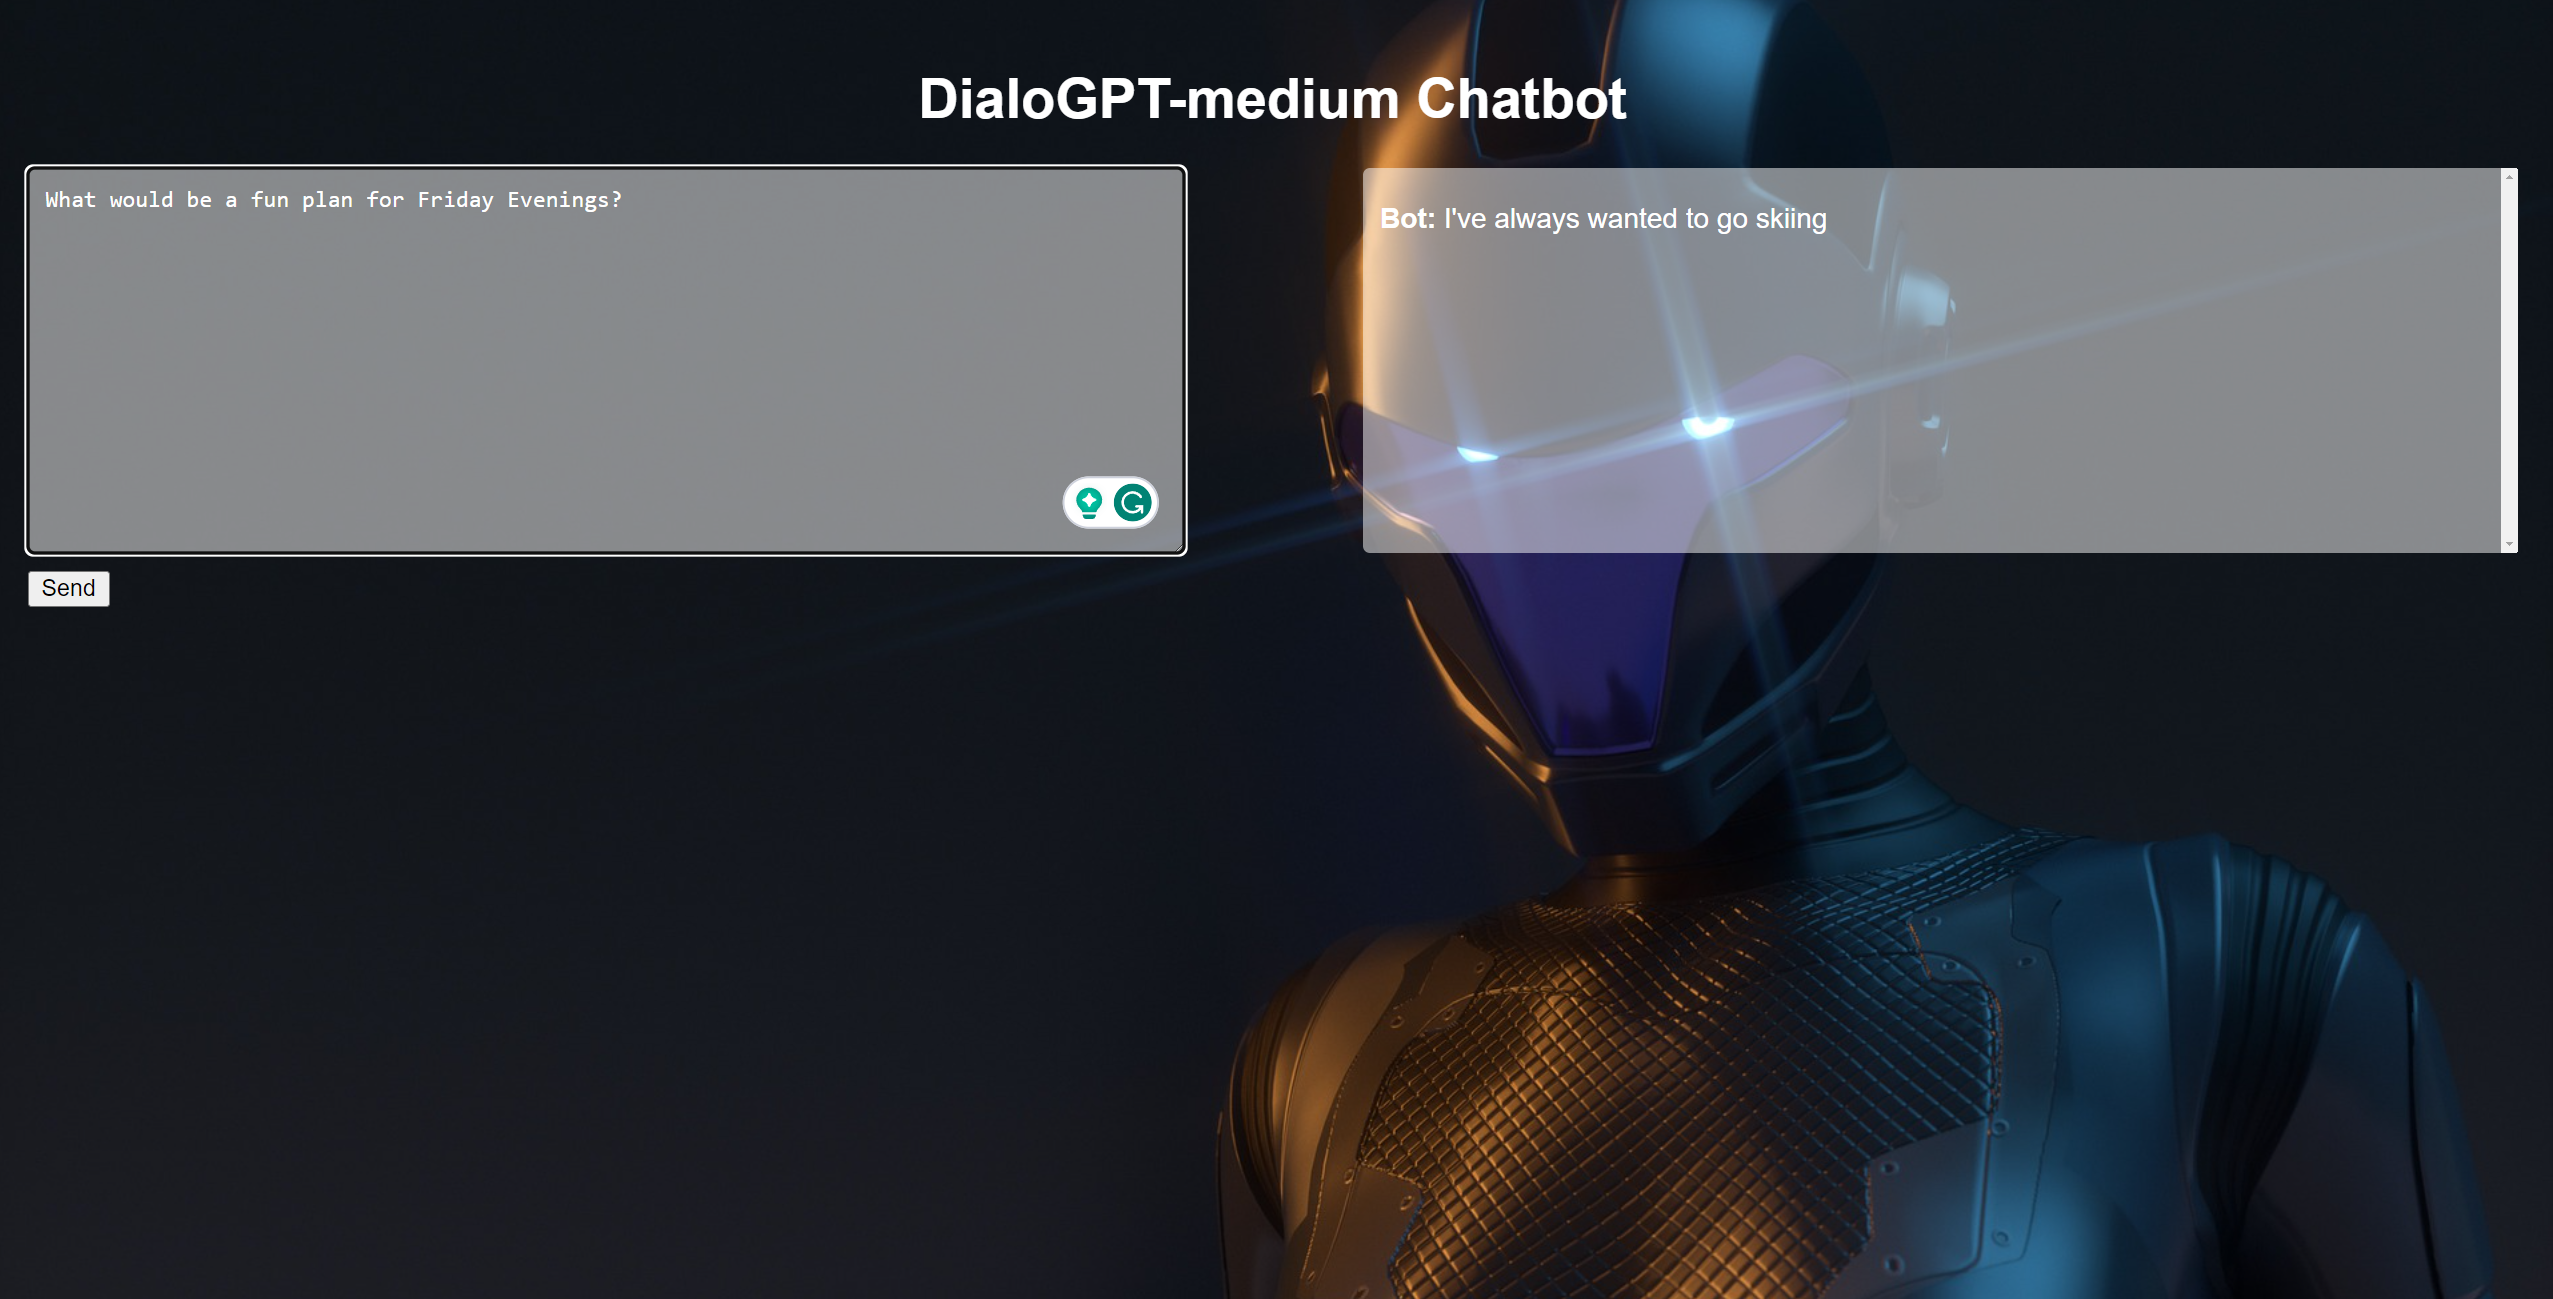 DialoGPT-medium Chatbot
What would be a fun plan for Friday Evenings?
Bot: I've always wanted to go skiing
Send